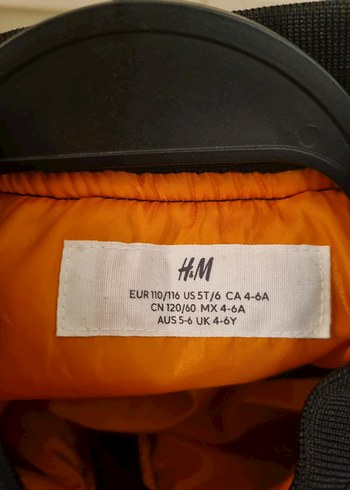 H&M
EUR 110/116 US 5T/6 CA 4-6A
CN 120/60 MX 4-6A
AUS 5-6 UK 4-6Y